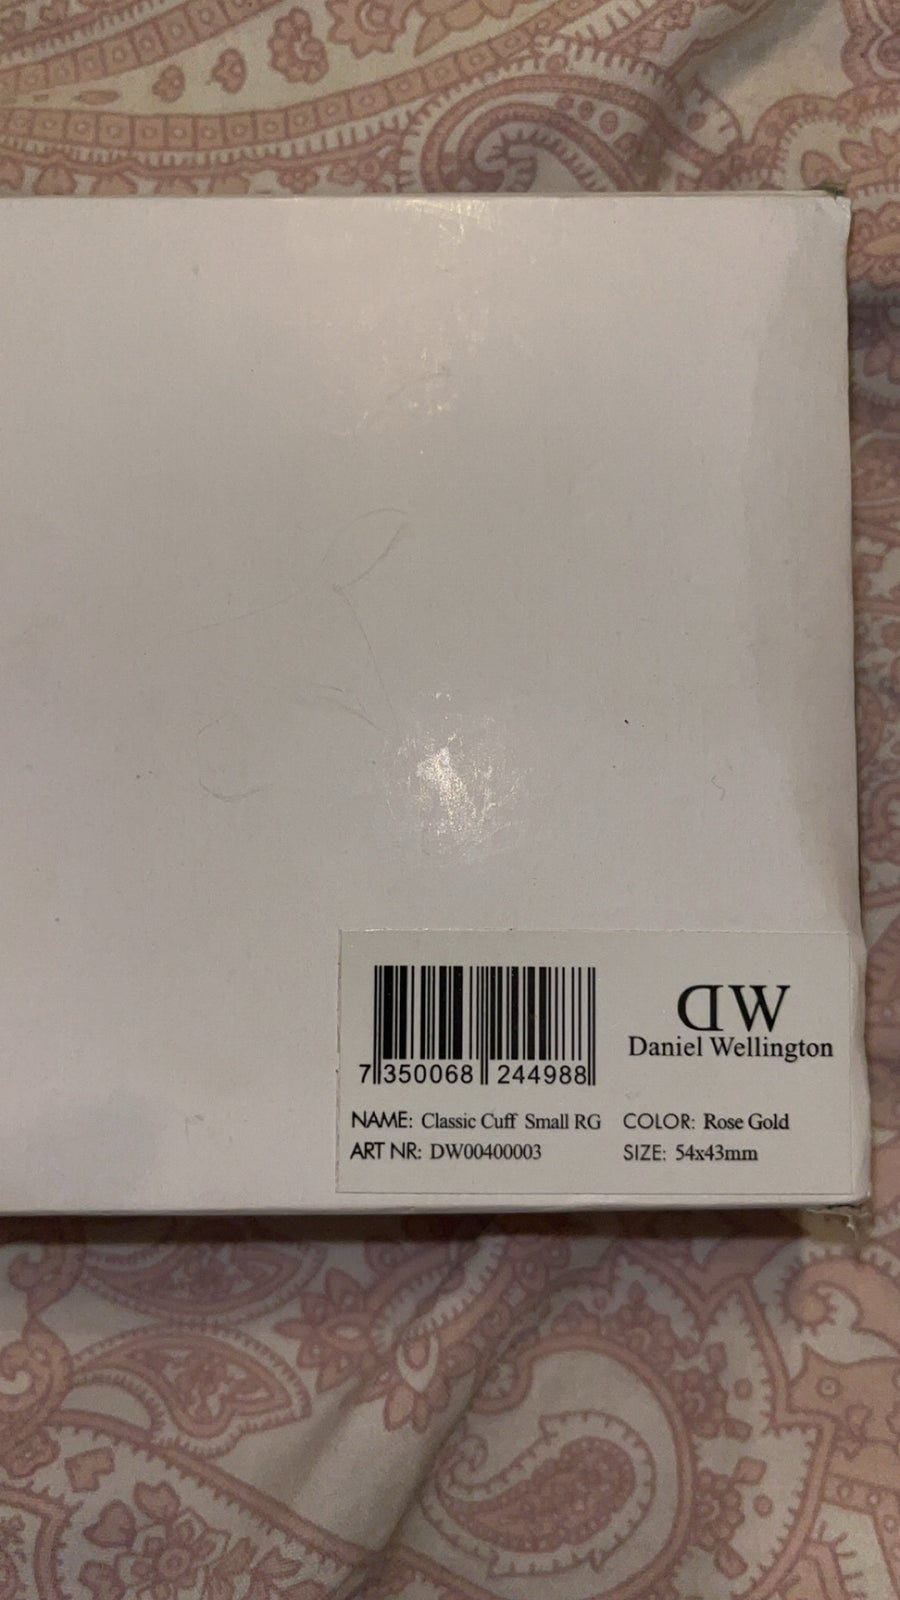 DW
Daniel Wellington
7 350068 244988
NAME: Classic Cuff Small RG COLOR: Rose Gold
ART NR: DW00400003 SIZE: 54x43mm